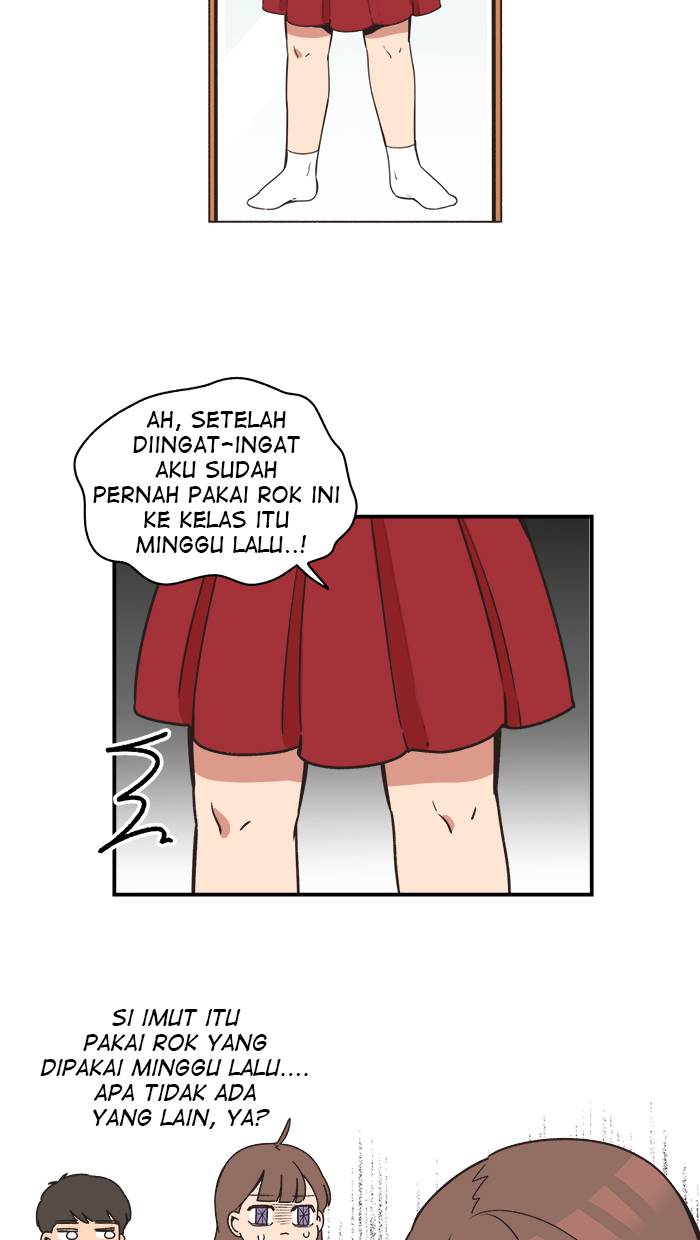 AH, SETELAH
DIINGAT-INGAT
AKU SUDAH
PERNAH PAKAI ROK INI
KE KELAS ITU
MINGGU LALU..!
SI IMUT ITU
PAKAI ROK YANG
DIPAKAI MINGGU LALU....
APA TIDAK ADA
YANG LAIN, YA?